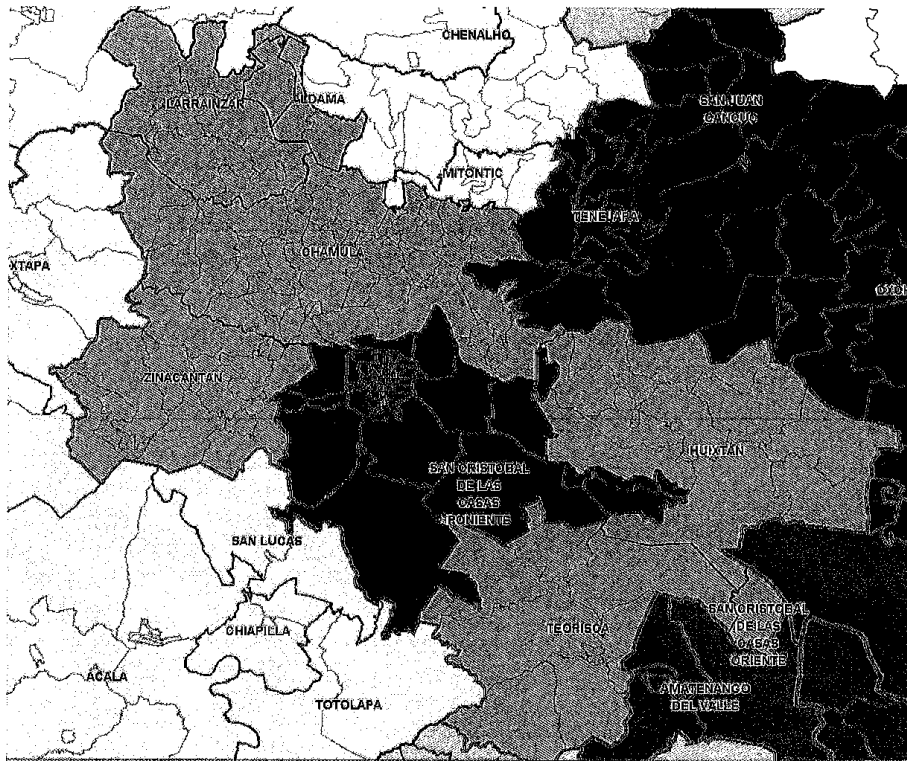 CHENALHO
LARRAINZAR
ALDAMA
SAN JUAN
CANCUC
MITONTIC
TENEJAPA
CHAMULA
XTAPA
OXCH
ZINACANTAN
HUIXTAN
SAN CRISTOBAL
DE LAS
CASAS
PONIENTE
SAN LUCAS
CHIAPILLA
TEOPISCA
SAN CRISTOBAL
DE LAS
CASAS
ORIENTE
ACALA
TOTOLAPA
AMATENANGO
DEL VALLE